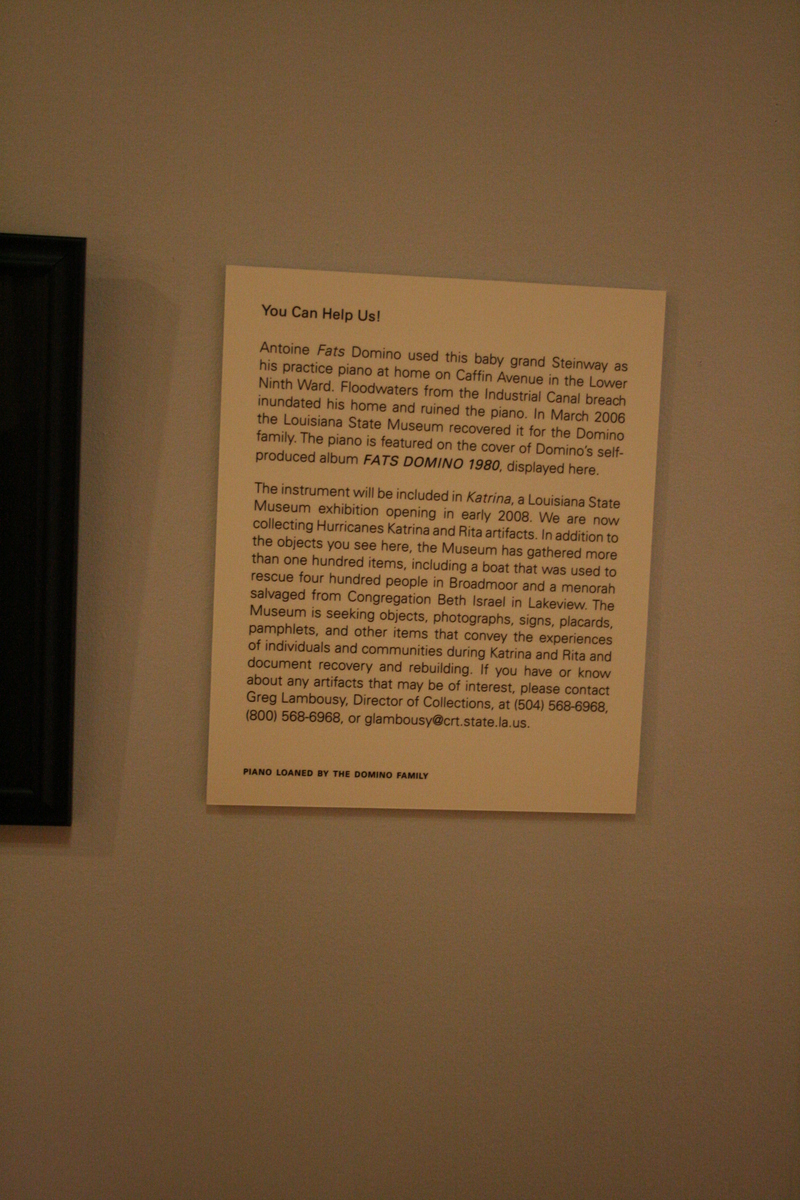 You Can Help Us!
Antoine Fats Domino used this baby grand Steinway as
his practice piano at home on Caffin Avenue in the Lower
Ninth Ward. Floodwaters from the Industrial Canal breach
inundated his home and ruined the piano. In March 2006
the Louisiana State Museum recovered it for the Domino
family. The piano is featured on the cover of Domino's self-
produced album FATS DOMINO 1980, displayed here.
The instrument will be included in Katrina, a Louisiana State
Museum exhibition opening in early 2008. We are now
collecting Hurricanes Katrina and Rita artifacts. In addition to
the objects you see here, the Museum has gathered more
than one hundred items, including a boat that was used to
rescue four hundred people in Broadmoor and a menorah
salvaged from Congregation Beth Israel in Lakeview. The
Museum is seeking objects, photographs, signs, placards,
pamphlets, and other items that convey the experiences
of individuals and communities during Katrina and Rita and
document recovery and rebuilding. If you have or know
about any artifacts that may be of interest, please contact
Greg Lambousy, Director of Collections, at (504) 568-6968,
(800) 568-6968, or glambousy@crt.state.la.us.
PIANO LOANED BY THE DOMINO FAMILY